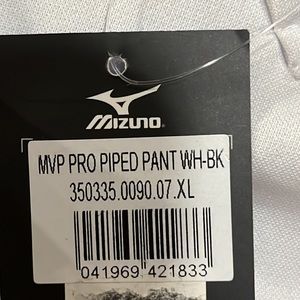 MIZUNO
MVP PRO PIPED PANT WH-BK
350335.0090.07.XL
041969 421833